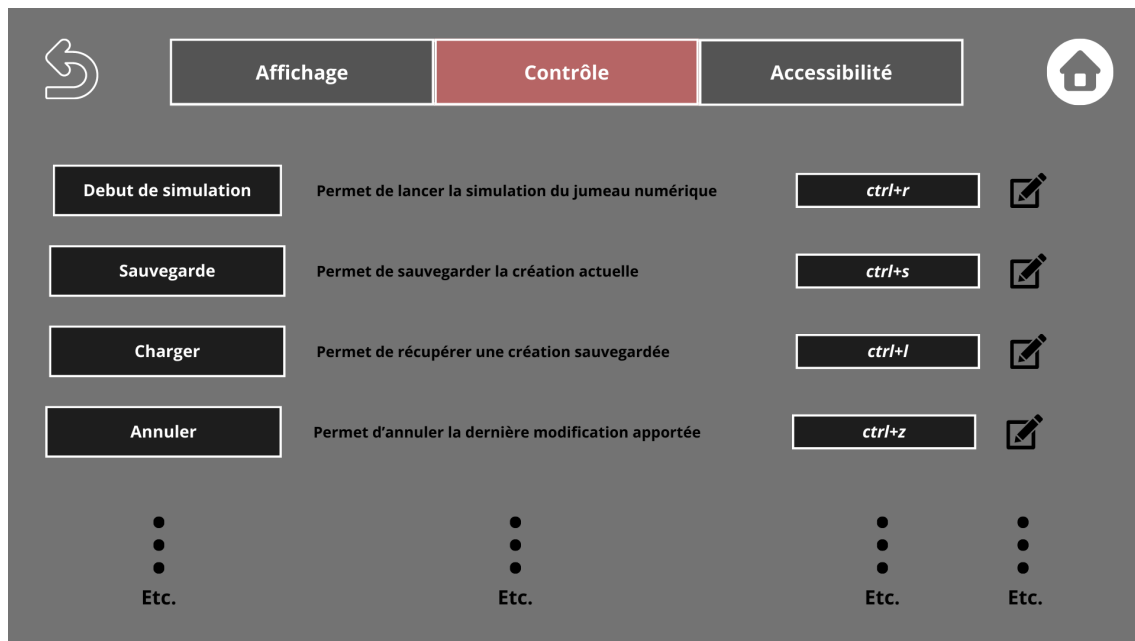 Affichage
Contrôle
Accessibilité
Debut de simulation
Permet de lancer la simulation du jumeau numérique
ctrl+r
Sauvegarde
Permet de sauvegarder la création actuelle
ctrl+s
Charger
Permet de récupérer une création sauvegardée
ctrl+l
Annuler
Permet d’annuler la dernière modification apportée
ctrl+z
Etc.
Etc.
Etc.
Etc.